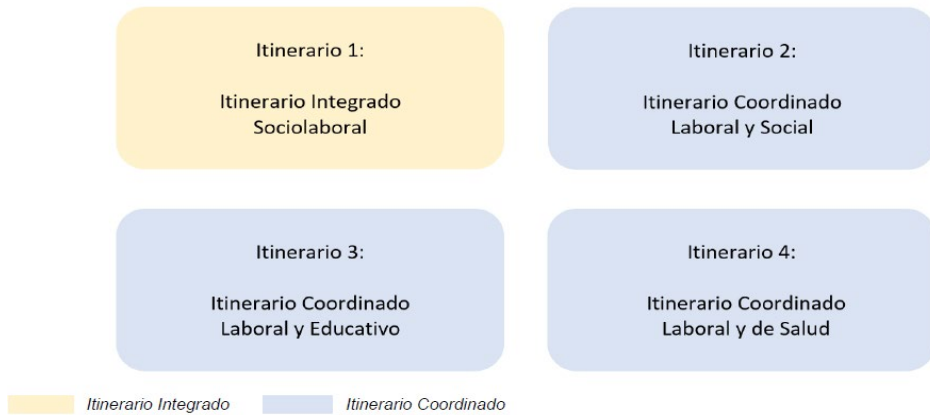 Itinerario 1:
Itinerario Integrado
Sociolaboral
Itinerario 2:
Itinerario Coordinado
Laboral y Social
Itinerario 3:
Itinerario Coordinado
Laboral y Educativo
Itinerario 4:
Itinerario Coordinado
Laboral y de Salud
Itinerario Integrado
Itinerario Coordinado